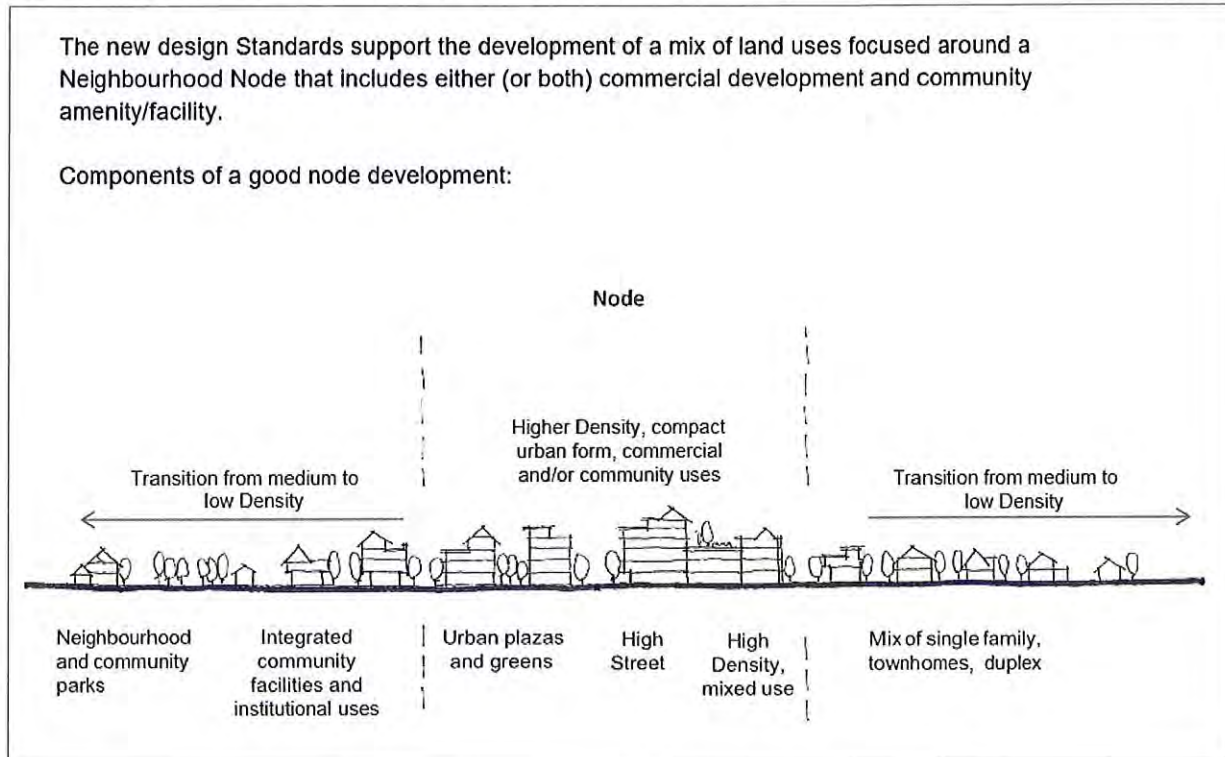 The new design Standards support the development of a mix of land uses focused around a
Neighbourhood Node that includes either (or both) commercial development and community
amenity/facility.
Components of a good node development:
Node
Higher Density, compact
urban form, commercial
and/or community uses
Transition from medium to
low Density
Transition from medium to
low Density
Neighbourhood
and community
parks
Integrated
community
facilities and
institutional uses
Urban plazas
and greens
High
Street
High
Density,
mixed use
Mix of single family,
townhomes, duplex